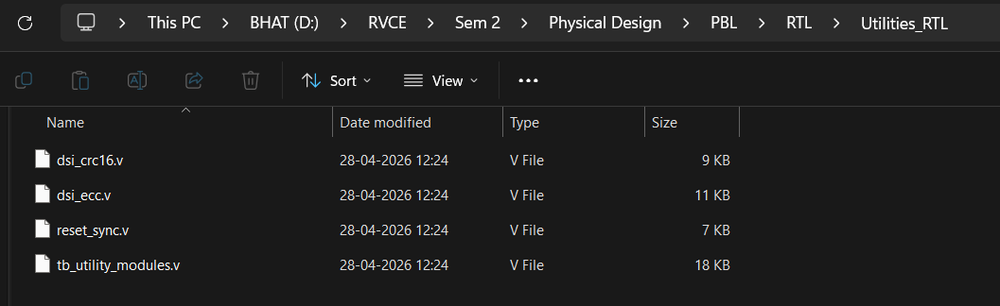 This PC > BHAT (D:) > RVCE > Sem 2 > Physical Design > PBL > RTL > Utilities_RTL
Sort View
Name Date modified Type Size
dsi_crc16.v 28-04-2026 12:24 V File 9 KB
dsi_ecc.v 28-04-2026 12:24 V File 11 KB
reset_sync.v 28-04-2026 12:24 V File 7 KB
tb_utility_modules.v 28-04-2026 12:24 V File 18 KB